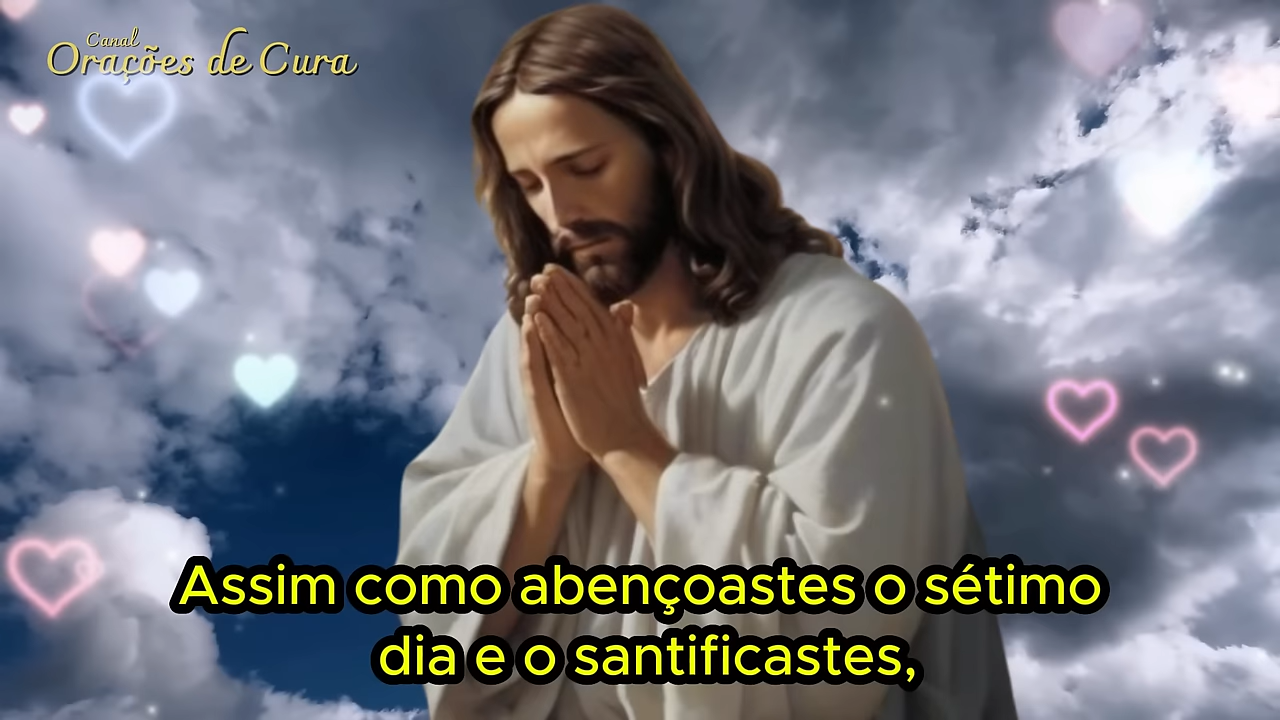 Canal
Orações de Cura
Assim como abençoastes o sétimo
dia e o santificastes,